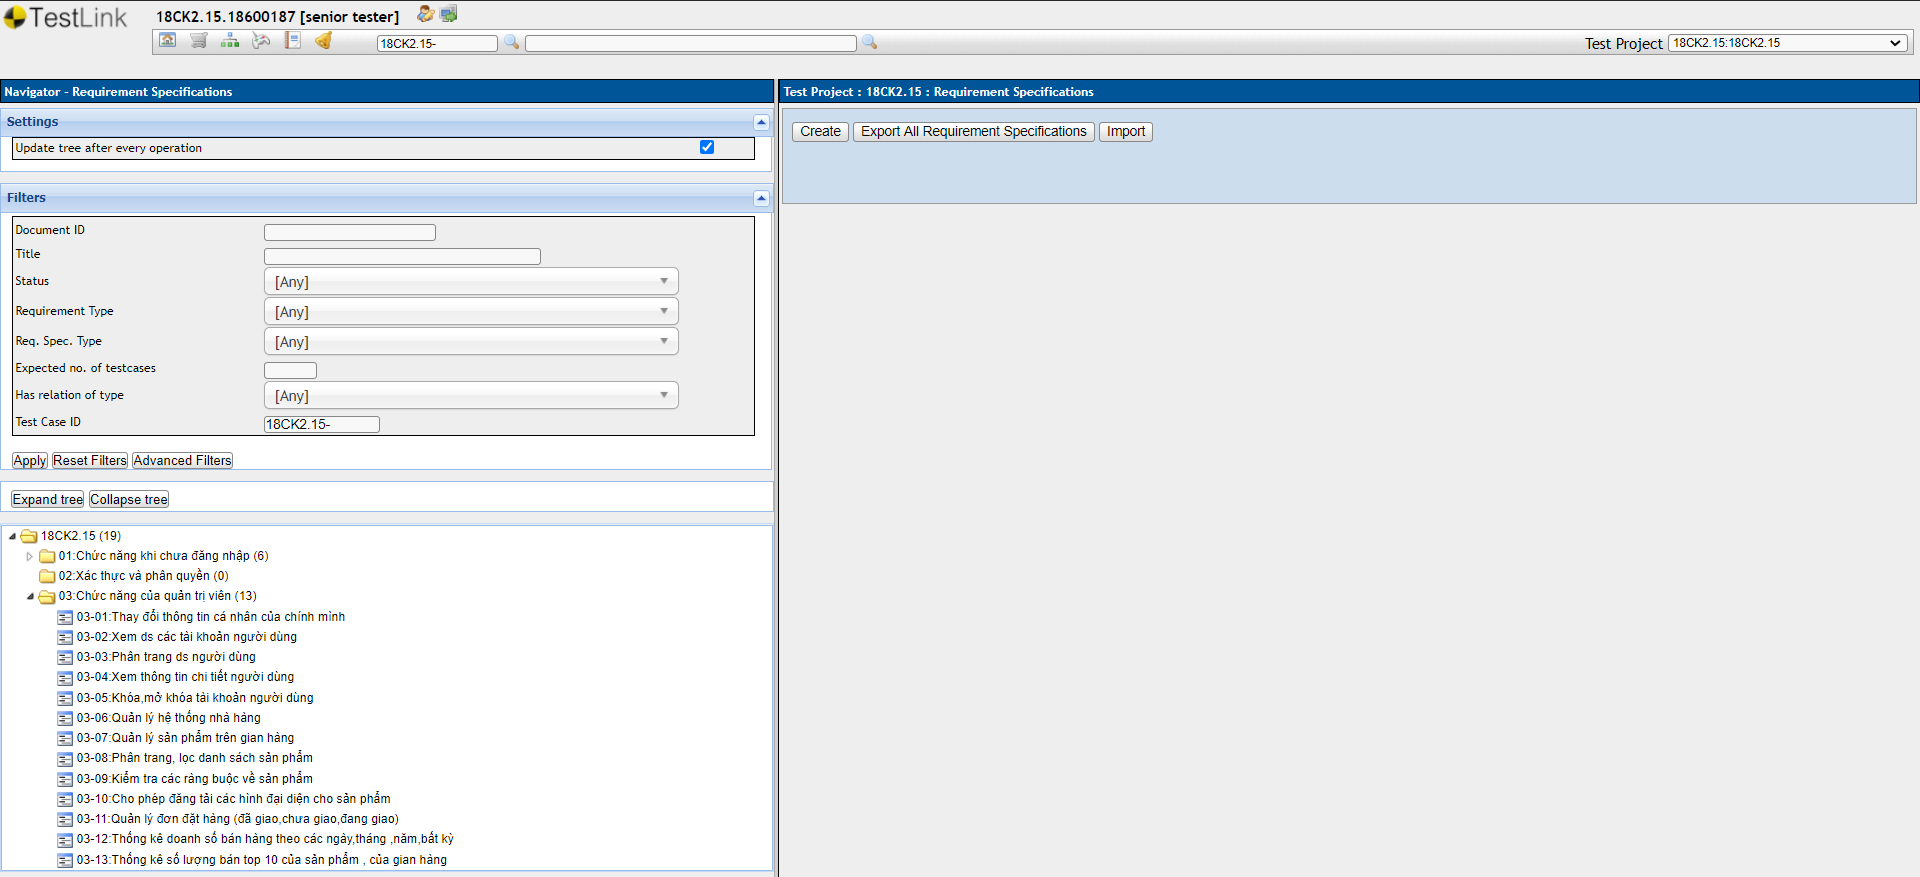 TestLink
18CK2.15.18600187 [senior tester]
18CK2.15-
Test Project 18CK2.15:18CK2.15
Navigator - Requirement Specifications
Settings
Update tree after every operation
Filters
Document ID
Title
Status [Any]
Requirement Type [Any]
Req. Spec. Type [Any]
Expected no. of testcases
Has relation of type [Any]
Test Case ID 18CK2.15-
Apply Reset Filters Advanced Filters
Expand tree Collapse tree
18CK2.15 (19)
01:Chức năng khi chưa đăng nhập (6)
02:Xác thực và phân quyền (0)
03:Chức năng của quản trị viên (13)
03-01:Thay đổi thông tin cá nhân của chính mình
03-02:Xem ds các tài khoản người dùng
03-03:Phân trang ds người dùng
03-04:Xem thông tin chi tiết người dùng
03-05:Khóa,mở khóa tài khoản người dùng
03-06:Quản lý hệ thống nhà hàng
03-07:Quản lý sản phẩm trên gian hàng
03-08:Phân trang, lọc danh sách sản phẩm
03-09:Kiểm tra các ràng buộc về sản phẩm
03-10:Cho phép đăng tải các hình đại diện cho sản phẩm
03-11:Quản lý đơn đặt hàng (đã giao,chưa giao,đang giao)
03-12:Thống kê doanh số bán hàng theo các ngày,tháng ,năm,bất kỳ
03-13:Thống kê số lượng bán top 10 của sản phẩm , của gian hàng
Test Project : 18CK2.15 : Requirement Specifications
Create Export All Requirement Specifications Import